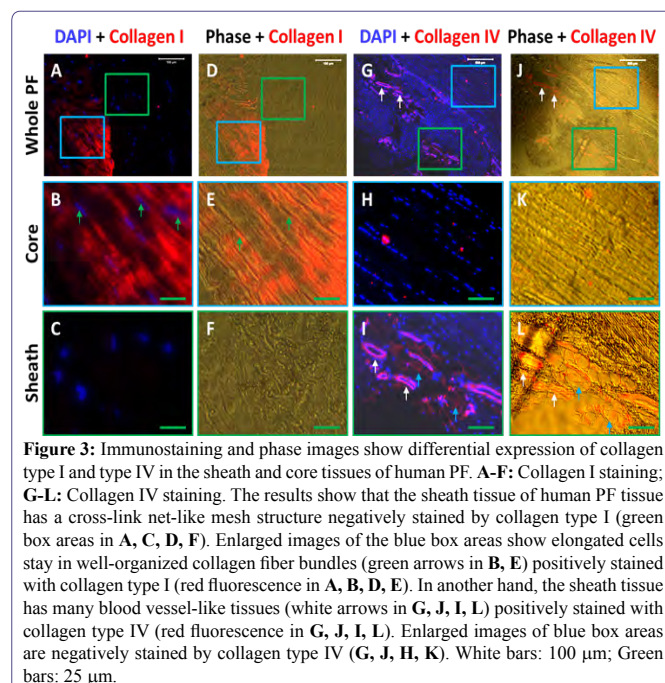 DAPI + Collagen I
Phase + Collagen I
DAPI + Collagen IV
Phase + Collagen IV
Whole PF
A
D
G
J
Core
B
E
H
K
Sheath
C
F
I
L
Figure 3: Immunostaining and phase images show differential expression of collagen
type I and type IV in the sheath and core tissues of human PF. A-F: Collagen I staining;
G-L: Collagen IV staining. The results show that the sheath tissue of human PF tissue
has a cross-link net-like mesh structure negatively stained by collagen type I (green
box areas in A, C, D, F). Enlarged images of the blue box areas show elongated cells
stay in well-organized collagen fiber bundles (green arrows in B, E) positively stained
with collagen type I (red fluorescence in A, B, D, E). In another hand, the sheath tissue
has many blood vessel-like tissues (white arrows in G, J, I, L) positively stained with
collagen type IV (red fluorescence in G, J, I, L). Enlarged images of blue box areas
are negatively stained by collagen type IV (G, J, H, K). White bars: 100 µm; Green
bars: 25 µm.